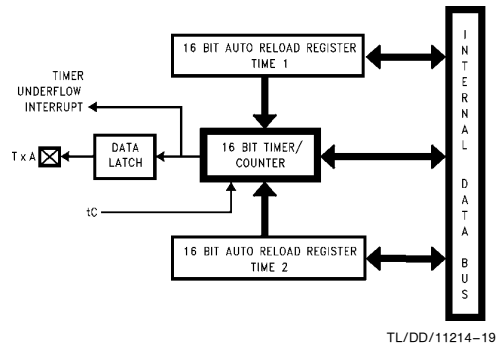 16 BIT AUTO RELOAD REGISTER
TIME 1
TIMER
UNDERFLOW
INTERRUPT
TxA
DATA
LATCH
16 BIT TIMER/
COUNTER
tC
16 BIT AUTO RELOAD REGISTER
TIME 2
INTERNAL DATA BUS
TL/DD/11214–19